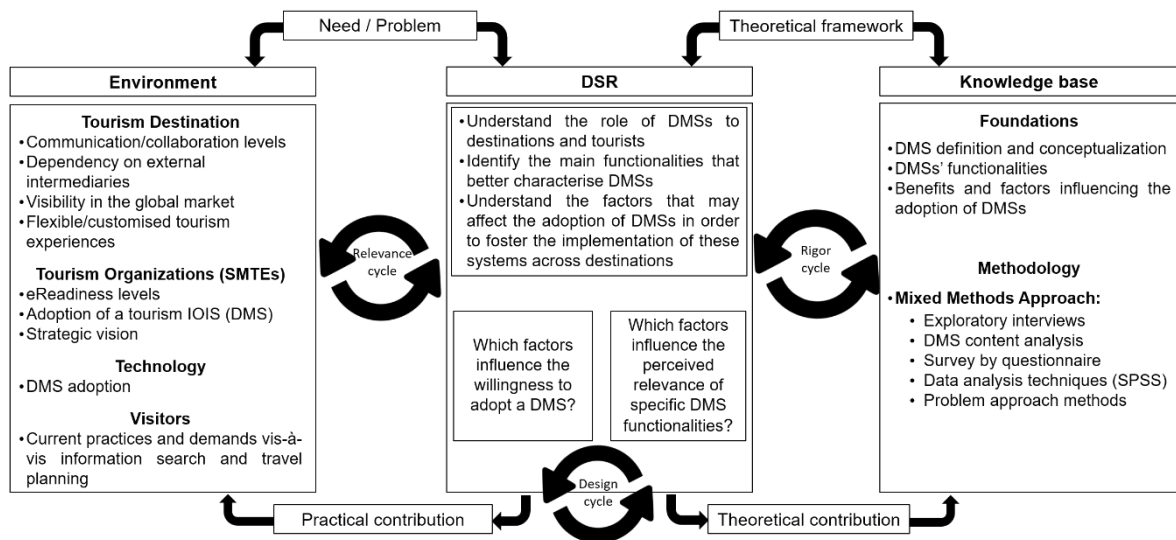 Need / Problem
Theoretical framework
Environment
Tourism Destination
•Communication/collaboration levels
•Dependency on external
intermediaries
•Visibility in the global market
•Flexible/customised tourism
experiences
Tourism Organizations (SMTEs)
•eReadiness levels
•Adoption of a tourism IOIS (DMS)
•Strategic vision
Technology
•DMS adoption
Visitors
•Current practices and demands vis-à-
vis information search and travel
planning
Relevance
cycle
DSR
•Understand the role of DMSs to
destinations and tourists
•Identify the main functionalities that
better characterise DMSs
•Understand the factors that may
affect the adoption of DMSs in order
to foster the implementation of these
systems across destinations
Which factors
influence the
willingness to
adopt a DMS?
Which factors
influence the
perceived
relevance of
specific DMS
functionalities?
Design
cycle
Rigor
cycle
Knowledge base
Foundations
•DMS definition and conceptualization
•DMSs' functionalities
•Benefits and factors influencing the
adoption of DMSs
Methodology
•Mixed Methods Approach:
• Exploratory interviews
• DMS content analysis
• Survey by questionnaire
• Data analysis techniques (SPSS)
• Problem approach methods
Practical contribution
Theoretical contribution